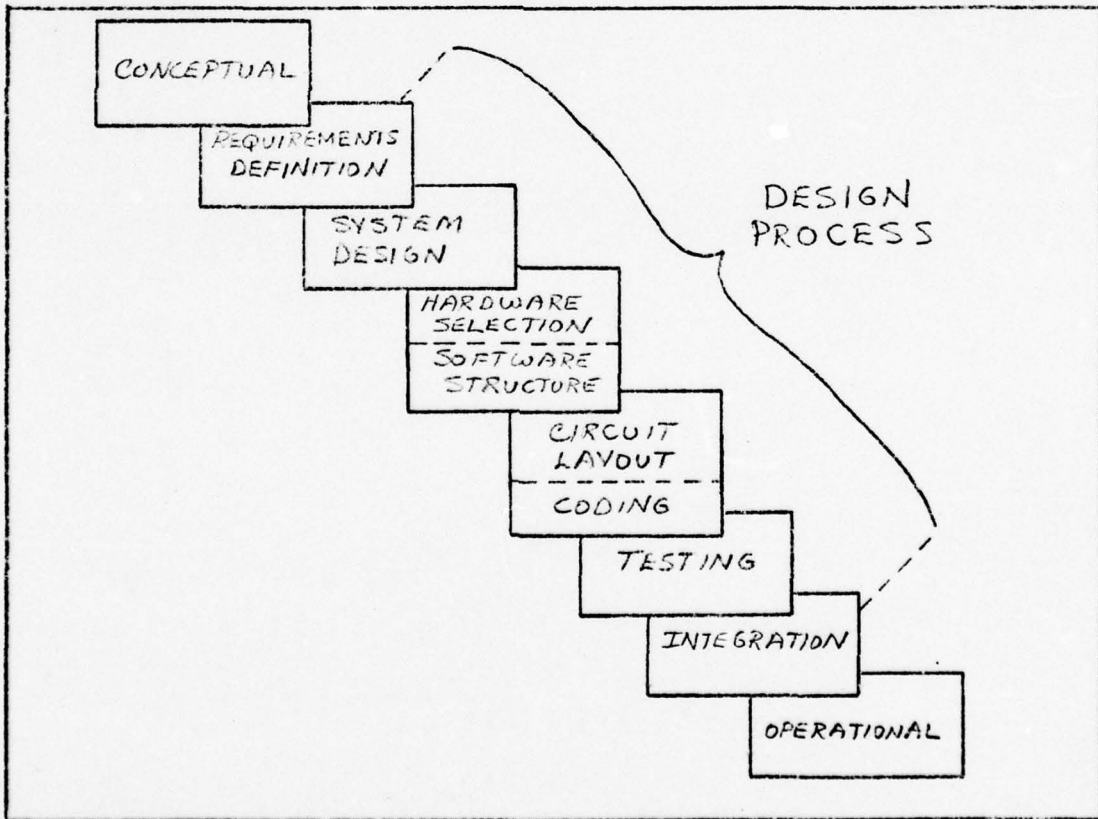 CONCEPTUAL
REQUIREMENTS
DEFINITION
SYSTEM
DESIGN
HARDWARE
SELECTION
SOFTWARE
STRUCTURE
CIRCUIT
LAYOUT
CODING
TESTING
INTEGRATION
OPERATIONAL
DESIGN
PROCESS